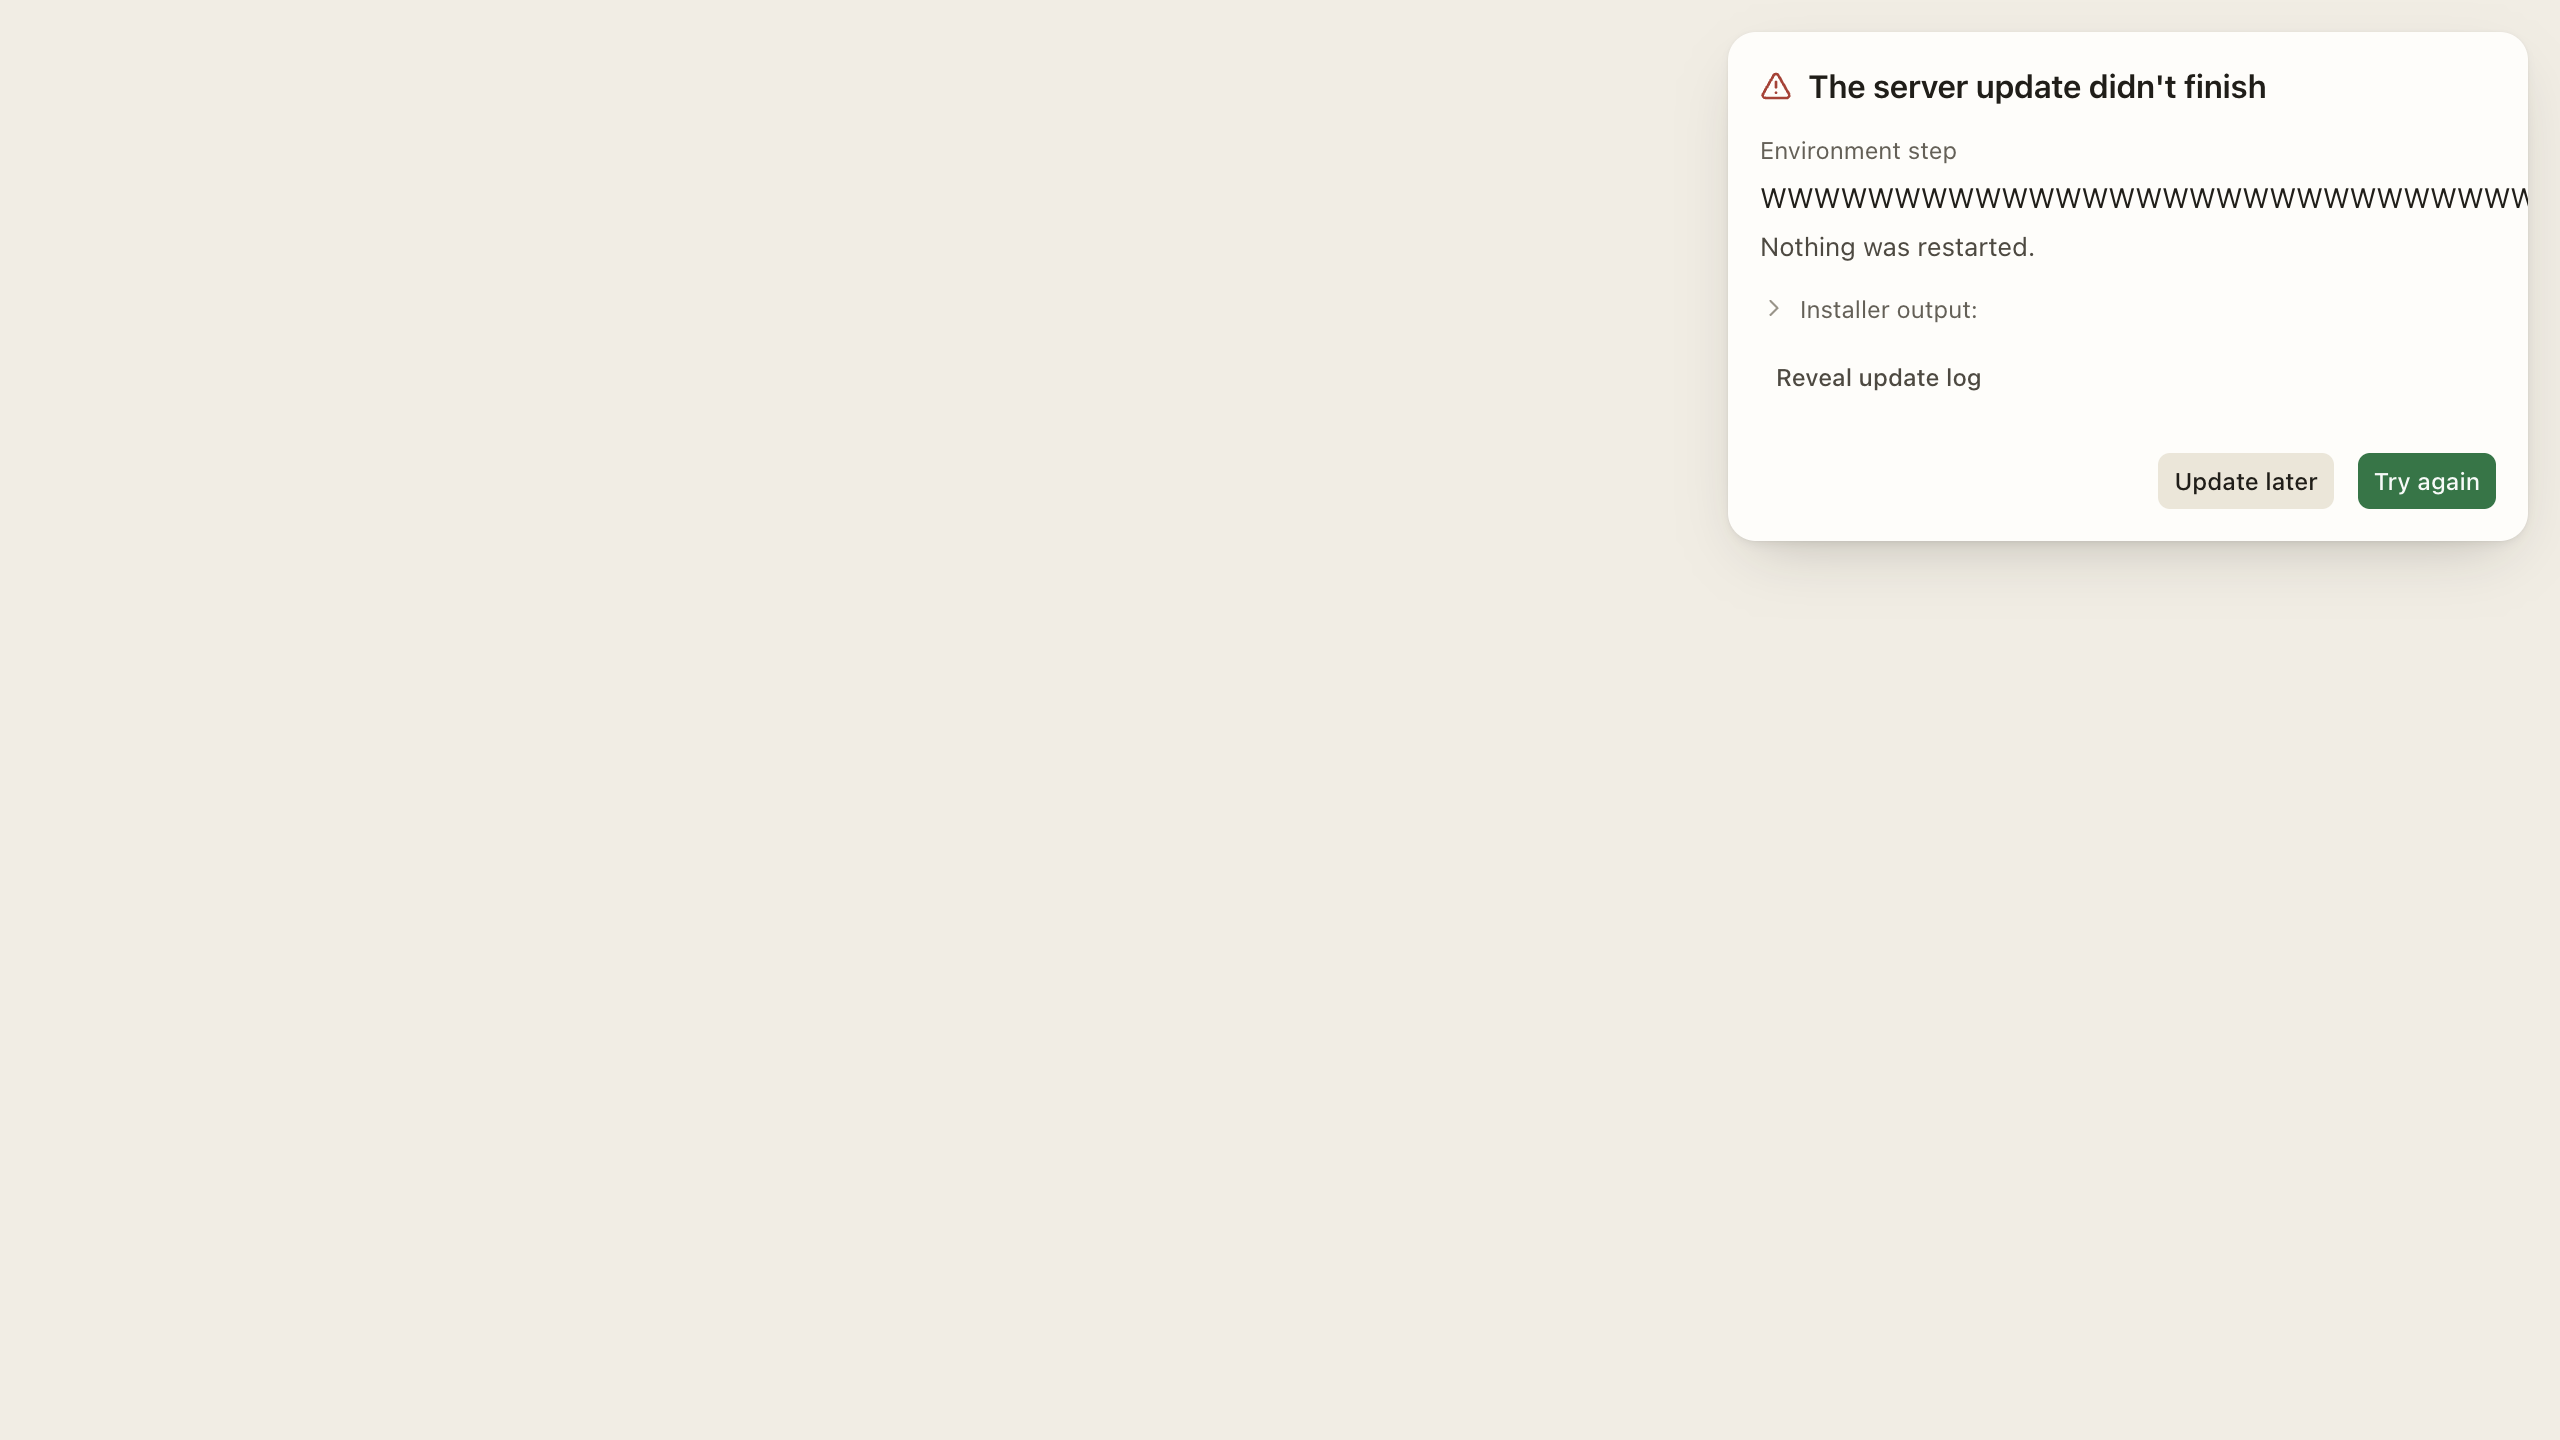 The server update didn't finish
Environment step
WWWWWWWWWWWWWWWWWWWWWWWWWWWWW
Nothing was restarted.
Installer output:
Reveal update log
Update later
Try again